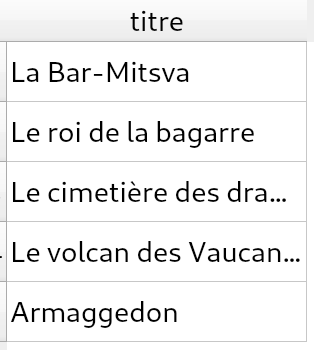 titre
La Bar-Mitsva
Le roi de la bagarre
Le cimetière des dra...
Le volcan des Vaucan...
Armaggedon